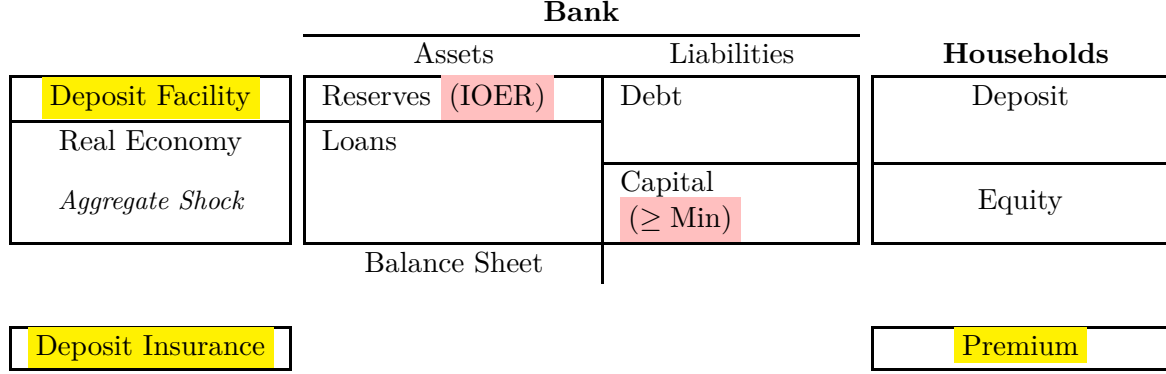 Bank
Assets Liabilities Households
Deposit Facility Reserves (IOER) Debt Deposit
Real Economy Loans
Capital
Aggregate Shock Equity
(≥ Min)
Balance Sheet
Deposit Insurance Premium